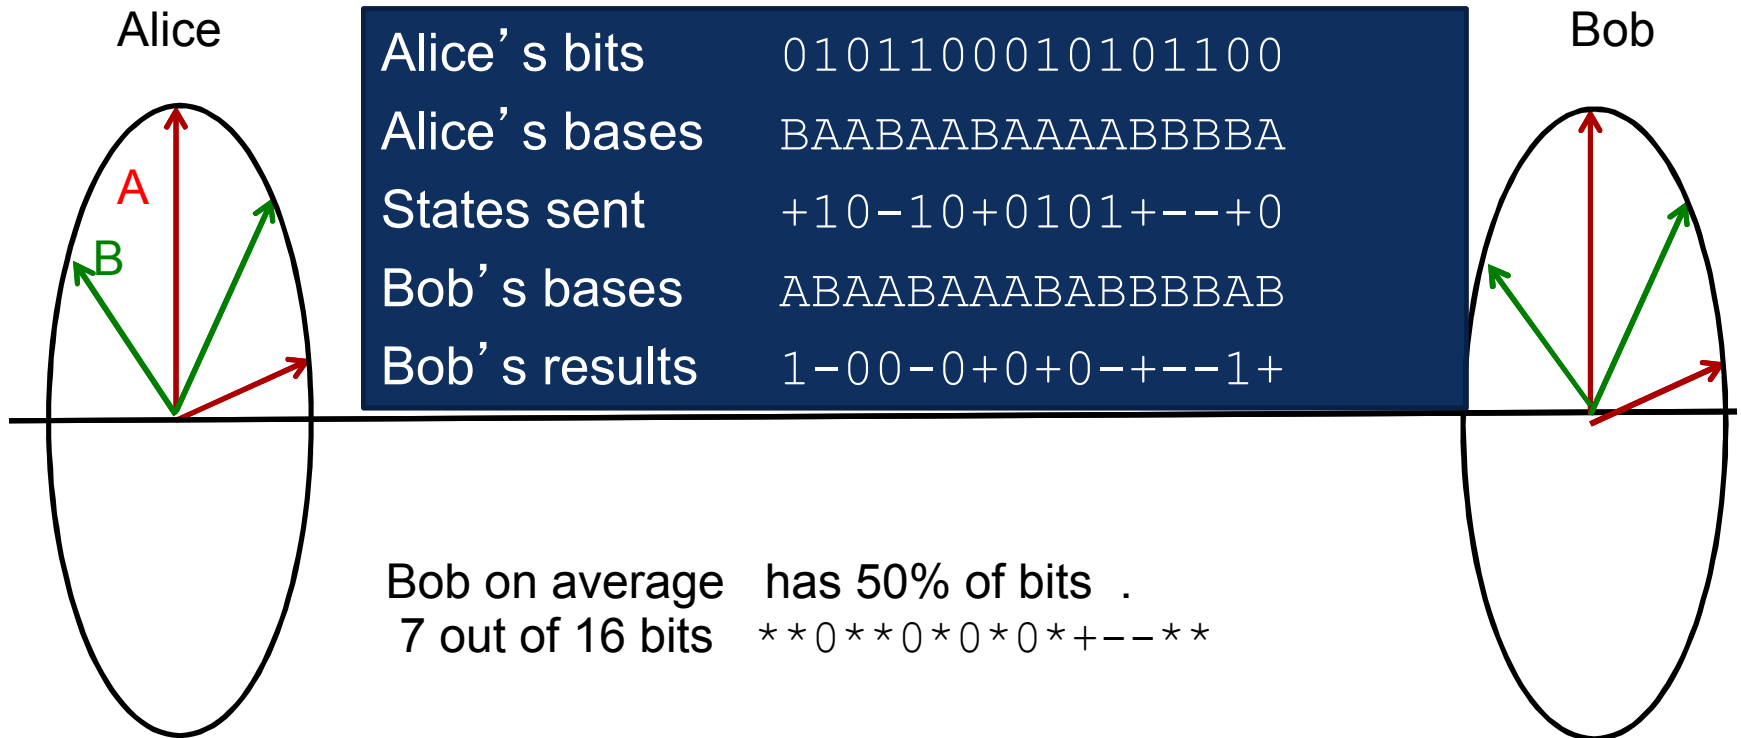 Alice
Bob
Alice’s bits 0101100010101100
Alice’s bases BAABAABAAAABBBBA
A
States sent +10-10+0101+--+0
B
Bob’s bases ABAABAAABABBBBAB
Bob’s results 1-00-0+0+0-+--1+
Bob on average has 50% of bits .
7 out of 16 bits **0**0*0*0*+--**